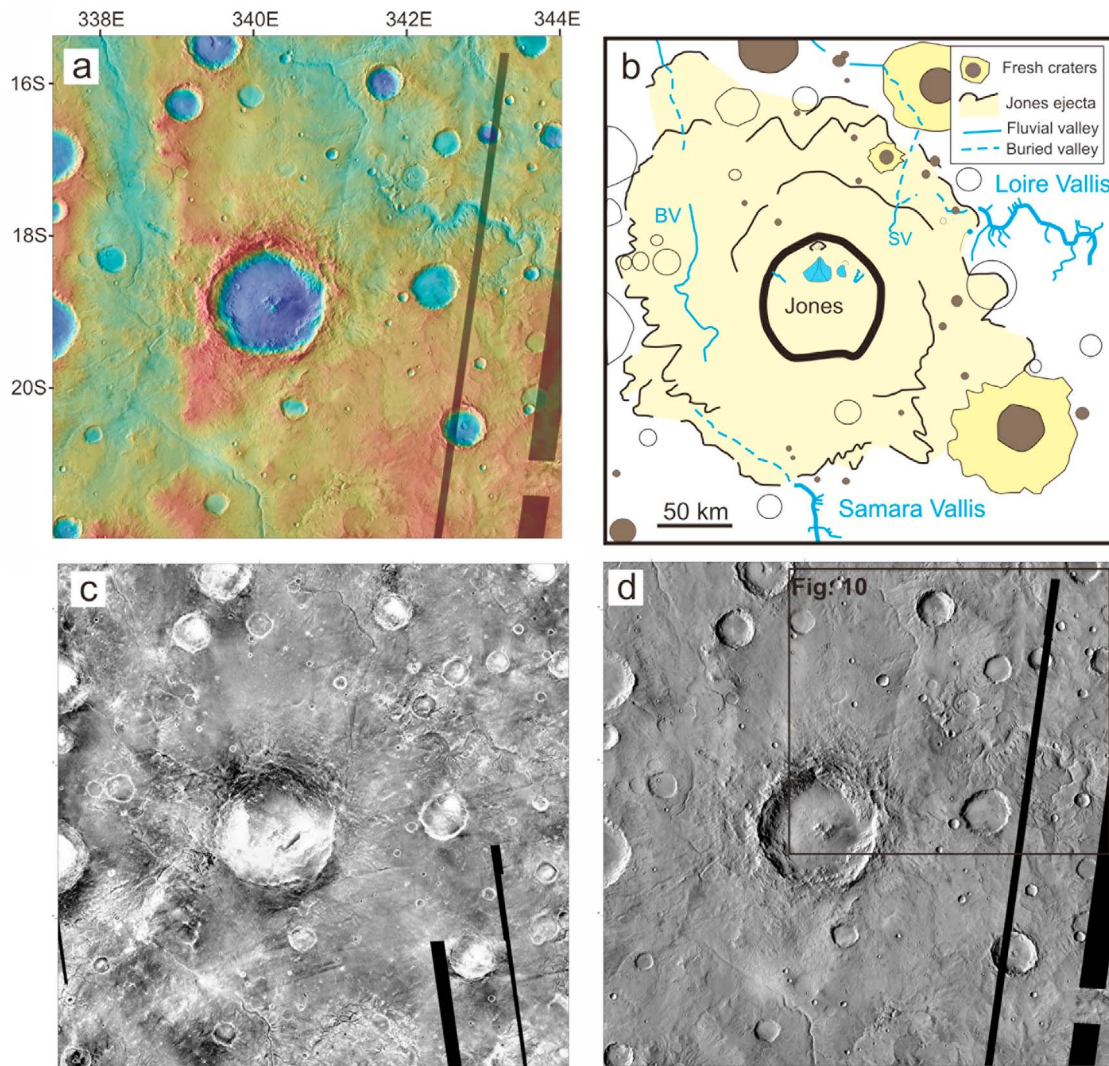 338E 340E 342E 344E
a
16S
18S
20S
b
Fresh craters
Jones ejecta
Fluvial valley
Buried valley
Loire Vallis
BV
SV
Jones
50 km
Samara Vallis
c
d
Fig. 10